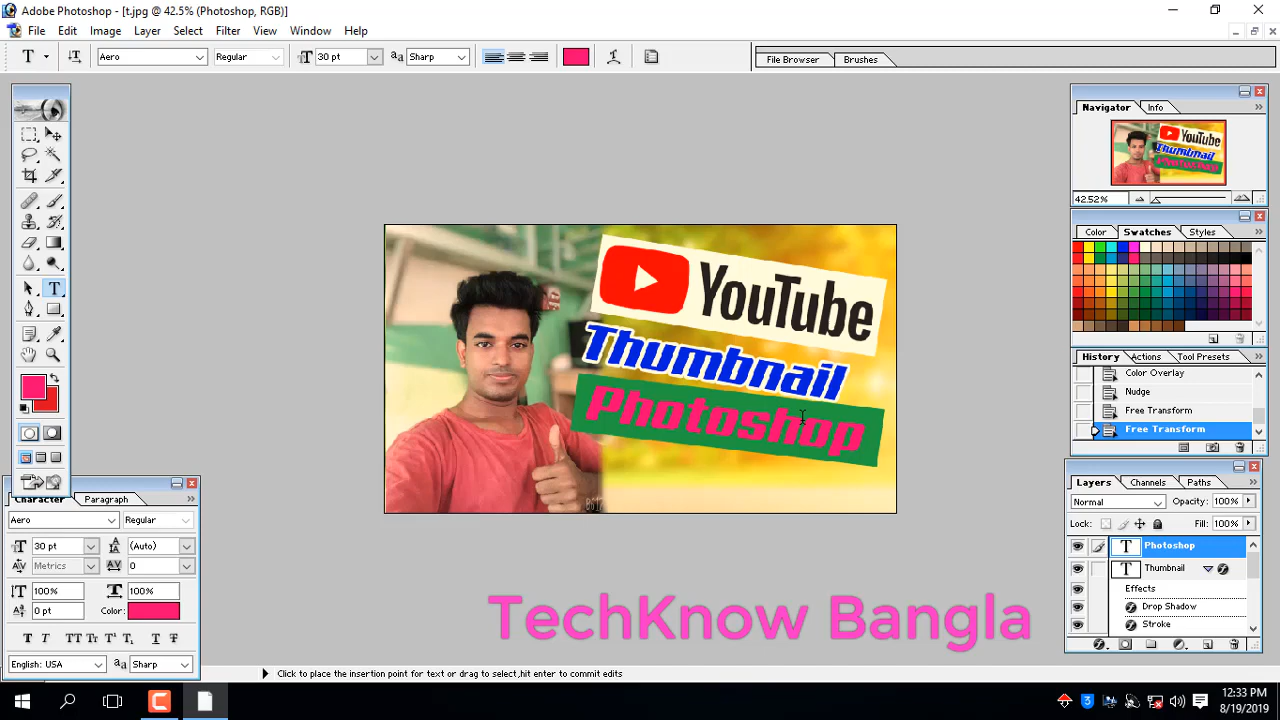 Adobe Photoshop - [t.jpg @ 42.5% (Photoshop, RGB)]
File Edit Image Layer Select Filter View Window Help
Aero Regular 30 pt Sharp File Browser Brushes
Navigator Info
42.52%
Color Swatches Styles
YouTube
Thumbnail
Photoshop
History Actions Tool Presets
Color Overlay
Nudge
Free Transform
Free Transform
Layers Channels Paths
Normal Opacity: 100%
Lock: Fill: 100%
Photoshop
Thumbnail
Effects
Drop Shadow
Stroke
Character Paragraph
Aero Regular
30 pt (Auto)
Metrics 0
100% 100%
0 pt Color:
English: USA Sharp
TechKnow Bangla
Click to place the insertion point for text or drag to select,hit enter to commit edits
12:33 PM
8/19/2019